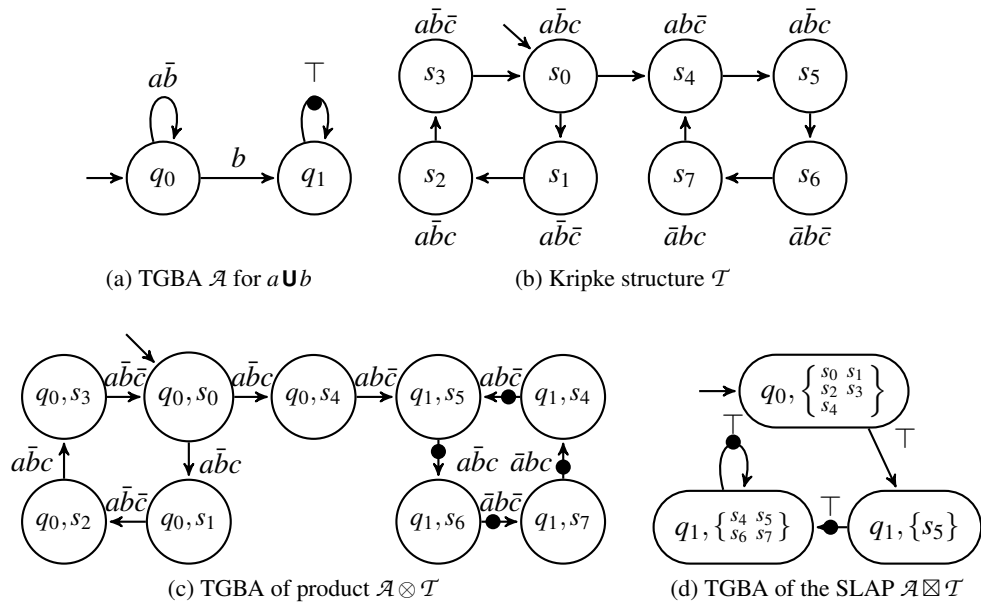 ab̄c̄ ab̄c abc̄ ab̄c
ab̄ ⊤
s3 s0 s4 s5
q0 b q1
s2 s1 s7 s6
ab̄c ab̄c̄ ābc āb̄c̄
(a) TGBA 𝒜 for a U b
(b) Kripke structure 𝒯
q0, s3 ab̄c̄ q0, s0 ab̄c q0, s4 abc̄ q1, s5 abc̄ q1, s4
ab̄c ab̄c̄ ab̄c ābc
q0, s2 ab̄c̄ q0, s1 q1, s6 āb̄c̄ q1, s7
(c) TGBA of product 𝒜 ⊗ 𝒯
q0, { s0 s1 s2 s3 s4 }
⊤ ⊤
⊤
q1, { s4 s5 s6 s7 } q1, {s5}
(d) TGBA of the SLAP 𝒜 ⊠ 𝒯